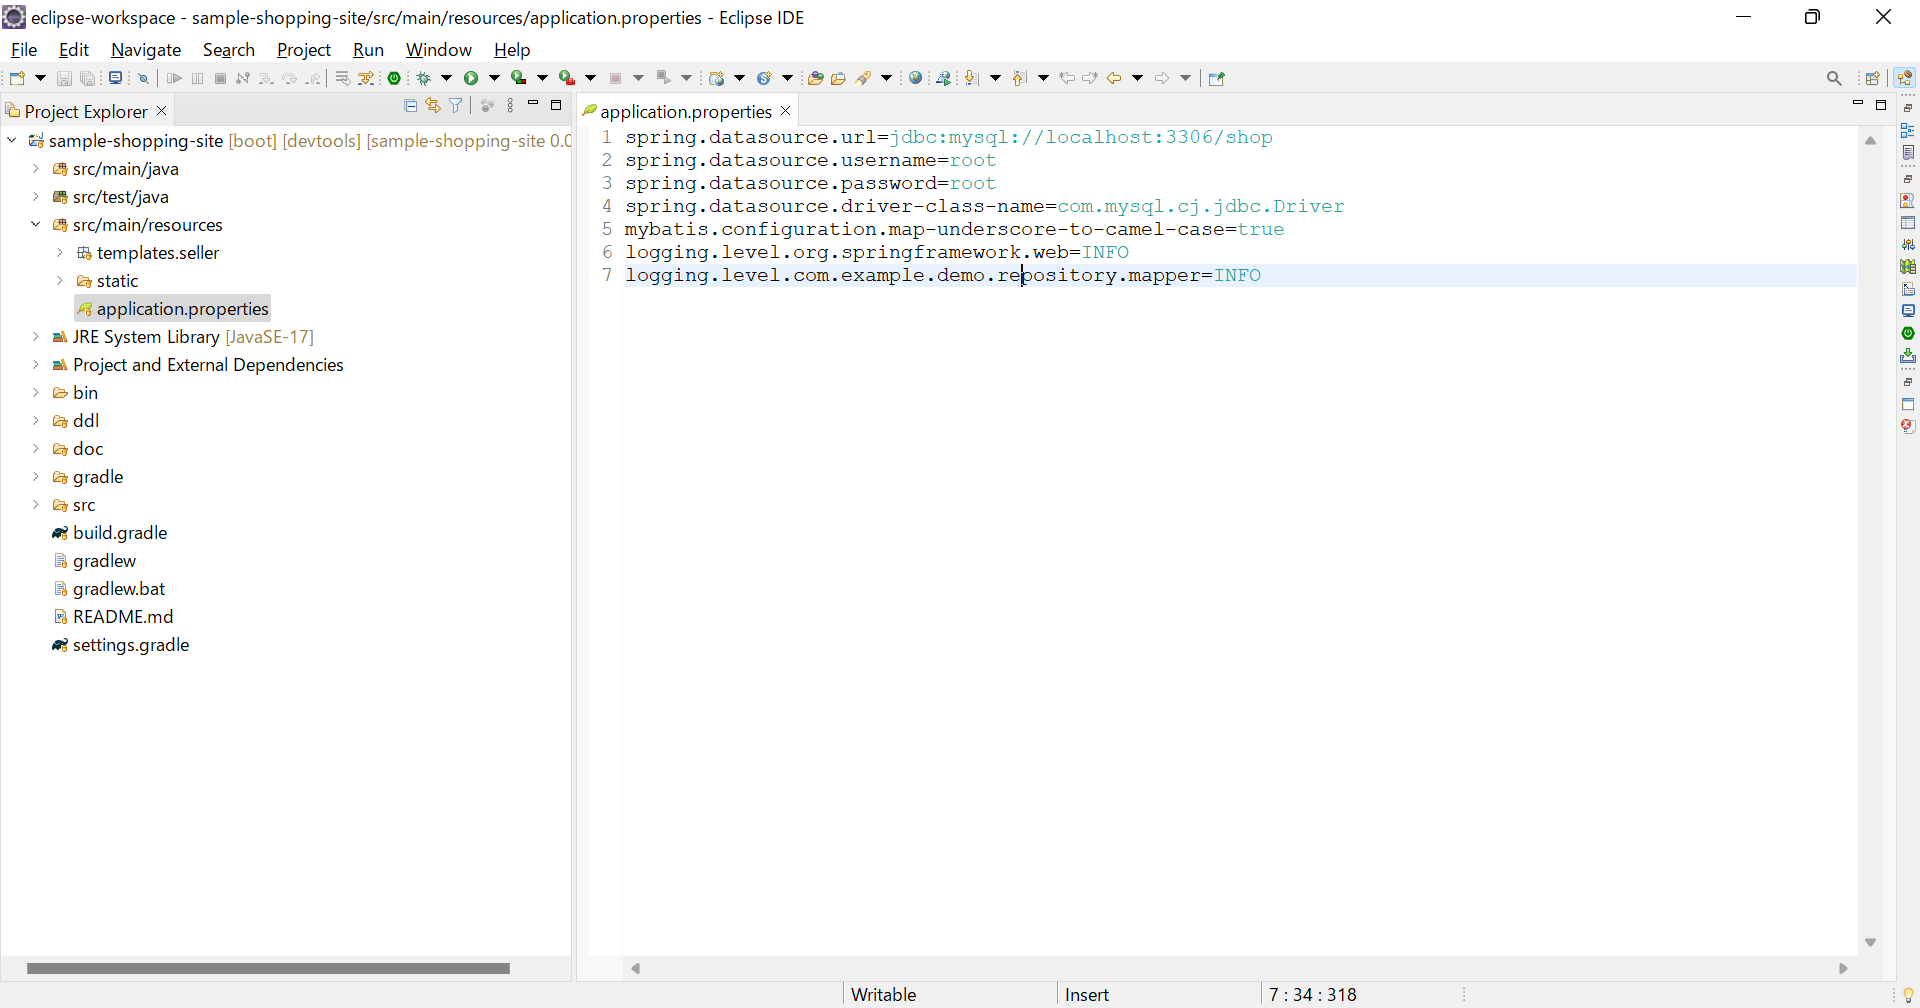 eclipse-workspace - sample-shopping-site/src/main/resources/application.properties - Eclipse IDE
File Edit Navigate Search Project Run Window Help
Project Explorer
sample-shopping-site [boot] [devtools] [sample-shopping-site 0.0
src/main/java
src/test/java
src/main/resources
templates.seller
static
application.properties
JRE System Library [JavaSE-17]
Project and External Dependencies
bin
ddl
doc
gradle
src
build.gradle
gradlew
gradlew.bat
README.md
settings.gradle
application.properties
1 spring.datasource.url=jdbc:mysql://localhost:3306/shop
2 spring.datasource.username=root
3 spring.datasource.password=root
4 spring.datasource.driver-class-name=com.mysql.cj.jdbc.Driver
5 mybatis.configuration.map-underscore-to-camel-case=true
6 logging.level.org.springframework.web=INFO
7 logging.level.com.example.demo.repository.mapper=INFO
Writable Insert 7 : 34 : 318